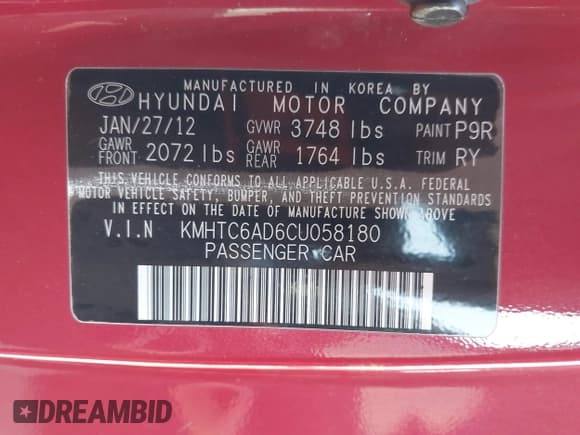 MANUFACTURED IN KOREA BY
HYUNDAI MOTOR COMPANY
JAN/27/12 GVWR 3748 lbs PAINT P9R
GAWR FRONT 2072 lbs GAWR REAR 1764 lbs TRIM RY
THIS VEHICLE CONFORMS TO ALL APPLICABLE U.S.A. FEDERAL
MOTOR VEHICLE SAFETY, BUMPER, AND THEFT PREVENTION STANDARDS
IN EFFECT ON THE DATE OF MANUFACTURE SHOWN ABOVE
V.I.N KMHTC6AD6CU058180
PASSENGER CAR
DREAMBID